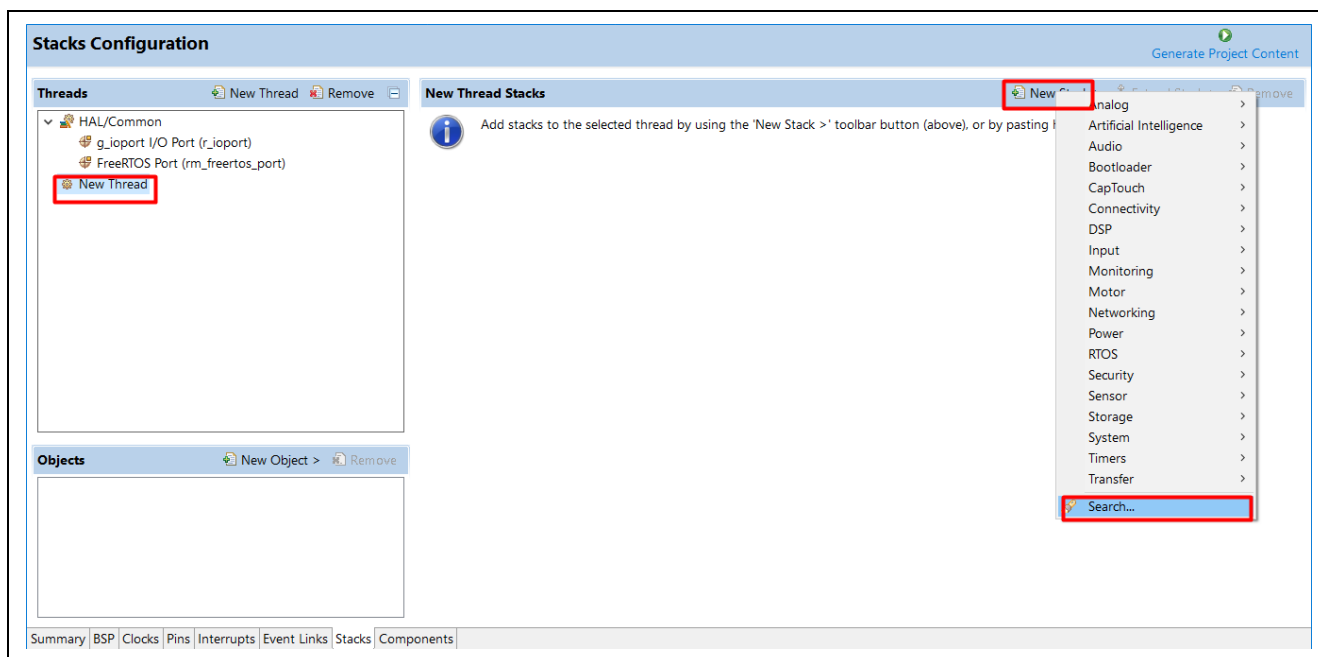 Stacks Configuration
Generate Project Content
Threads
New Thread
Remove
HAL/Common
g_ioport I/O Port (r_ioport)
FreeRTOS Port (rm_freertos_port)
New Thread
Objects
New Object >
Remove
New Thread Stacks
New
Add stacks to the selected thread by using the 'New Stack >' toolbar button (above), or by pasting
Analog
Artificial Intelligence
Audio
Bootloader
CapTouch
Connectivity
DSP
Input
Monitoring
Motor
Networking
Power
RTOS
Security
Sensor
Storage
System
Timers
Transfer
Search...
Summary BSP Clocks Pins Interrupts Event Links Stacks Components